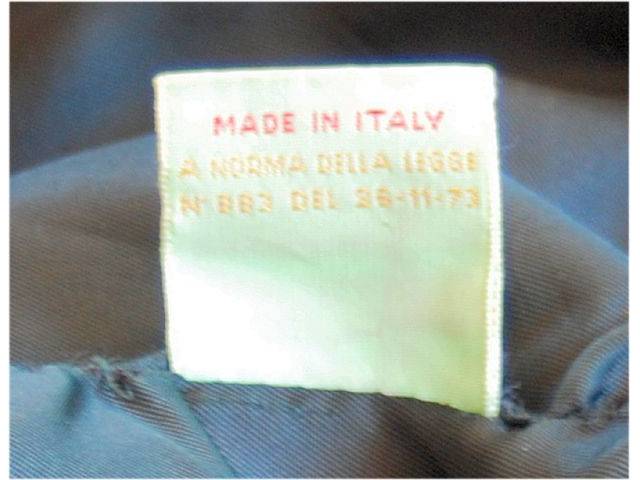 MADE IN ITALY
A NORMA DELLA LEGGE
N° 883 DEL 26-11-73